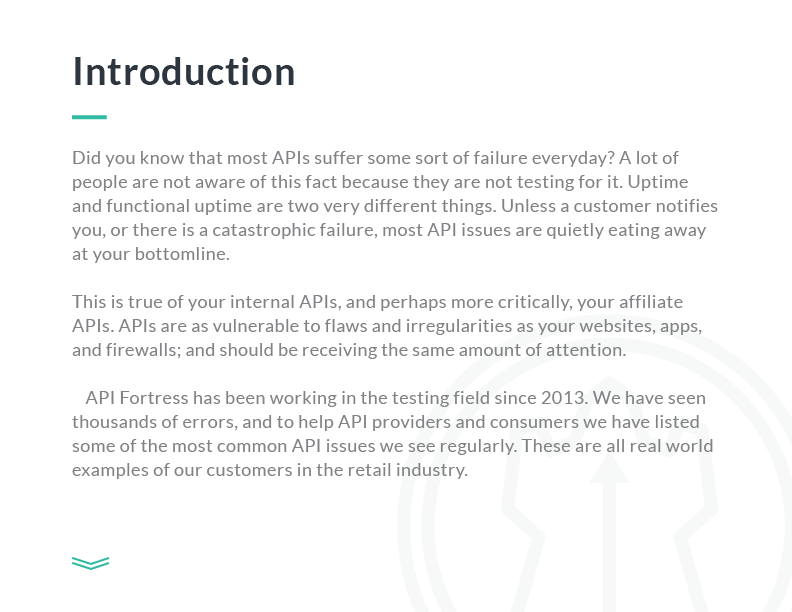 Introduction
Did you know that most APIs suffer some sort of failure everyday? A lot of
people are not aware of this fact because they are not testing for it. Uptime
and functional uptime are two very different things. Unless a customer notifies
you, or there is a catastrophic failure, most API issues are quietly eating away
at your bottomline.
This is true of your internal APIs, and perhaps more critically, your affiliate
APIs. APIs are as vulnerable to flaws and irregularities as your websites, apps,
and firewalls; and should be receiving the same amount of attention.
API Fortress has been working in the testing field since 2013. We have seen
thousands of errors, and to help API providers and consumers we have listed
some of the most common API issues we see regularly. These are all real world
examples of our customers in the retail industry.